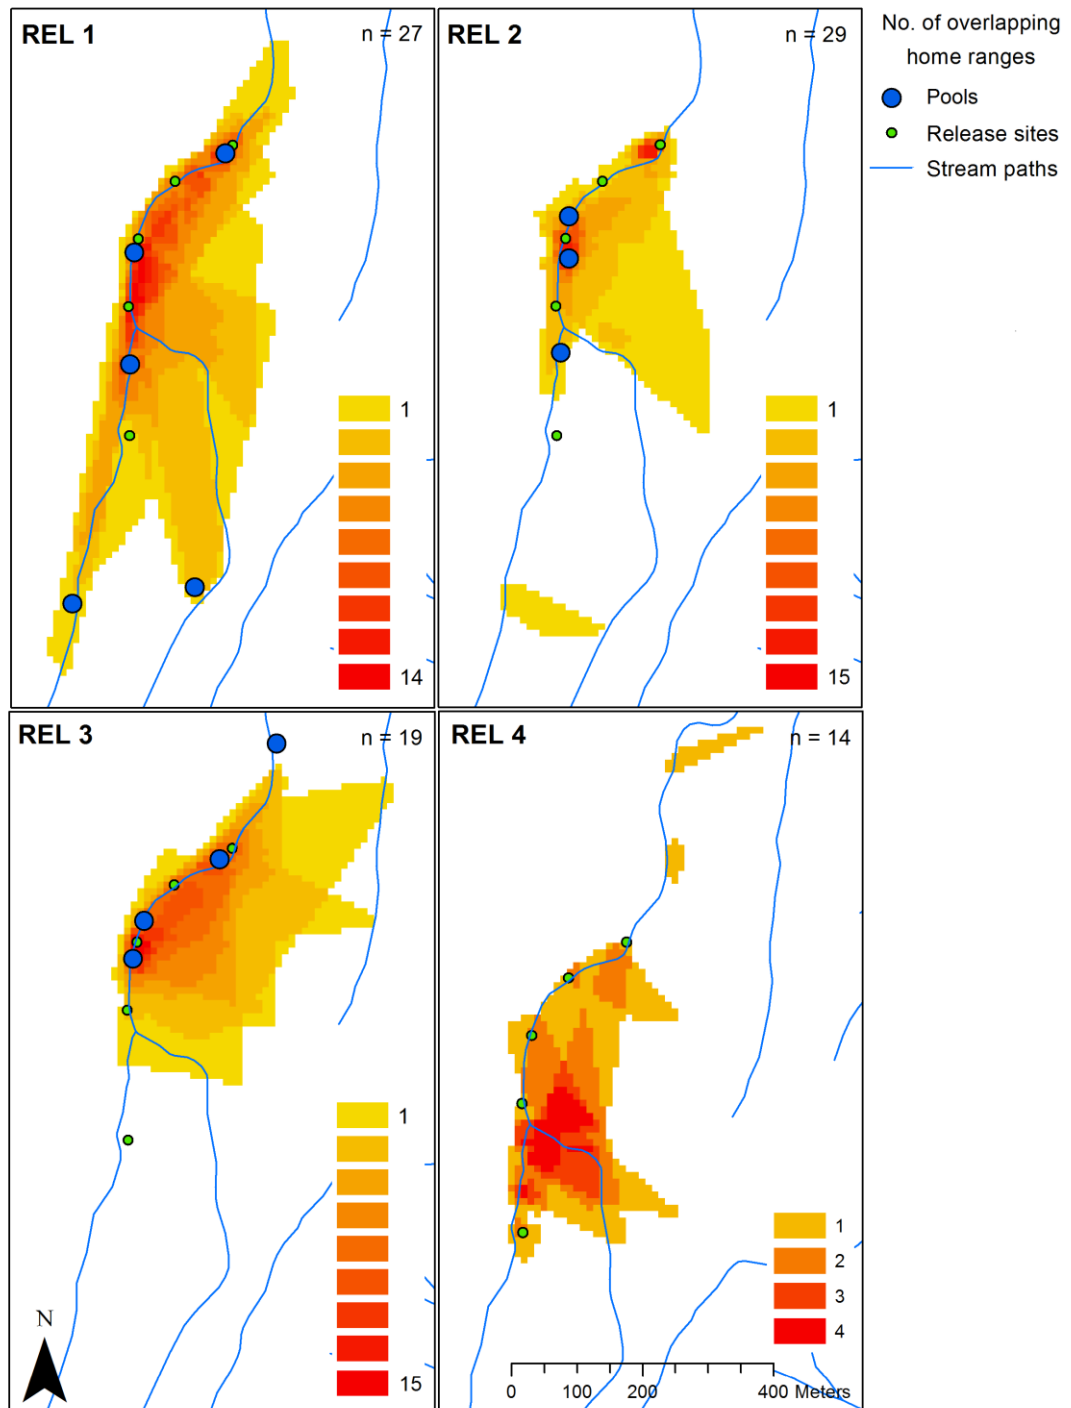 REL 1
n = 27
REL 2
n = 29
No. of overlapping
home ranges
Pools
Release sites
Stream paths
1
14
1
15
REL 3
n = 19
REL 4
n = 14
1
15
N
1
2
3
4
0 100 200 400 Meters